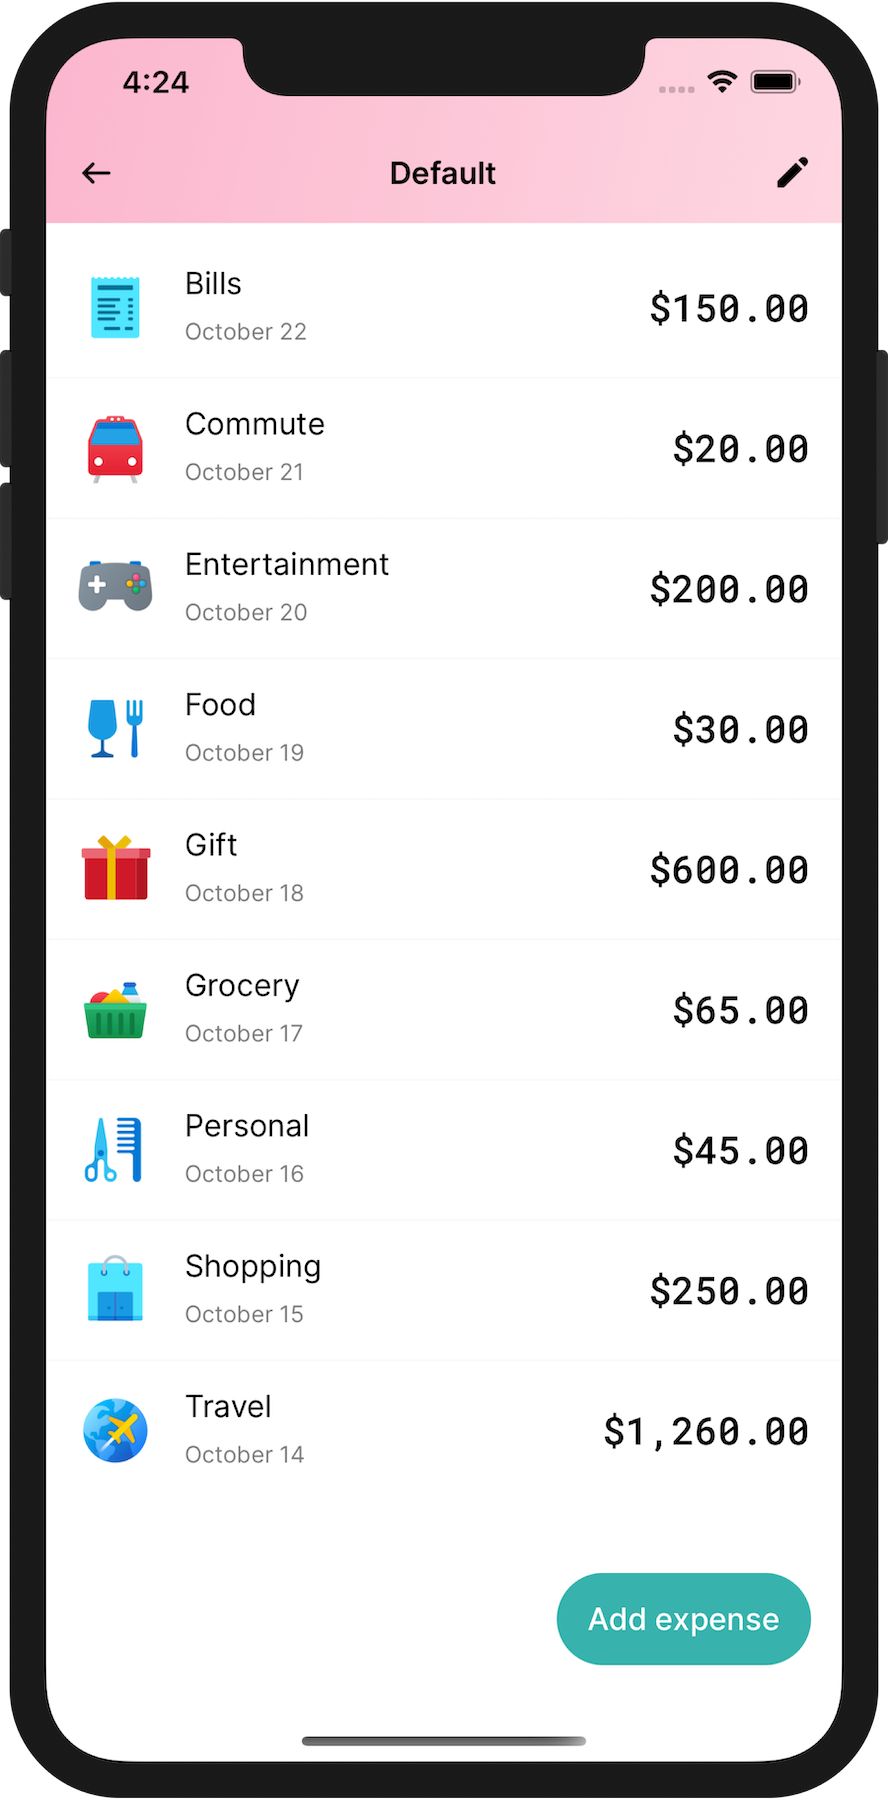 4:24
Default
Bills
$150.00
October 22
Commute
$20.00
October 21
Entertainment
$200.00
October 20
Food
$30.00
October 19
Gift
$600.00
October 18
Grocery
$65.00
October 17
Personal
$45.00
October 16
Shopping
$250.00
October 15
Travel
$1,260.00
October 14
Add expense